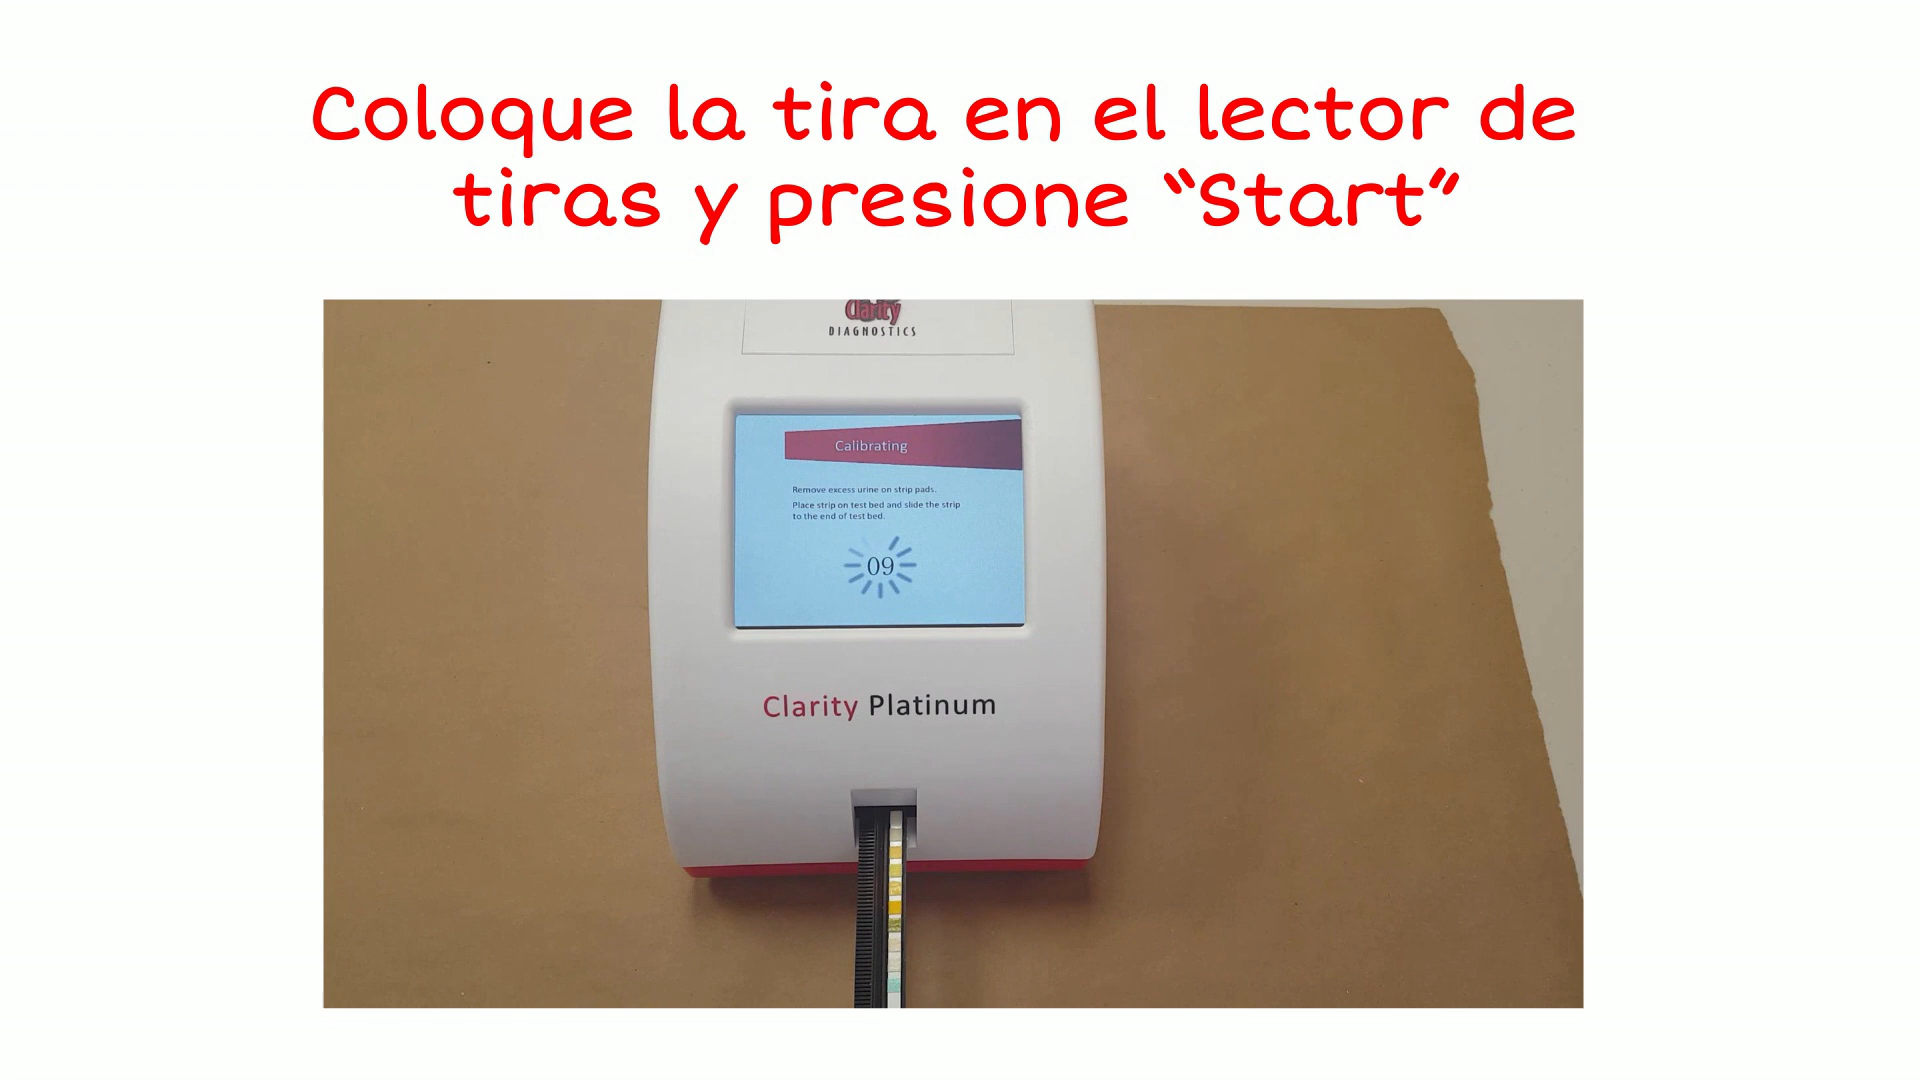 Coloque la tira en el lector de
tiras y presione “Start”
Clarity
DIAGNOSTICS
Calibrating
Remove excess urine on strip pads.
Place strip on test bed and slide the strip
to the end of test bed.
09
Clarity Platinum